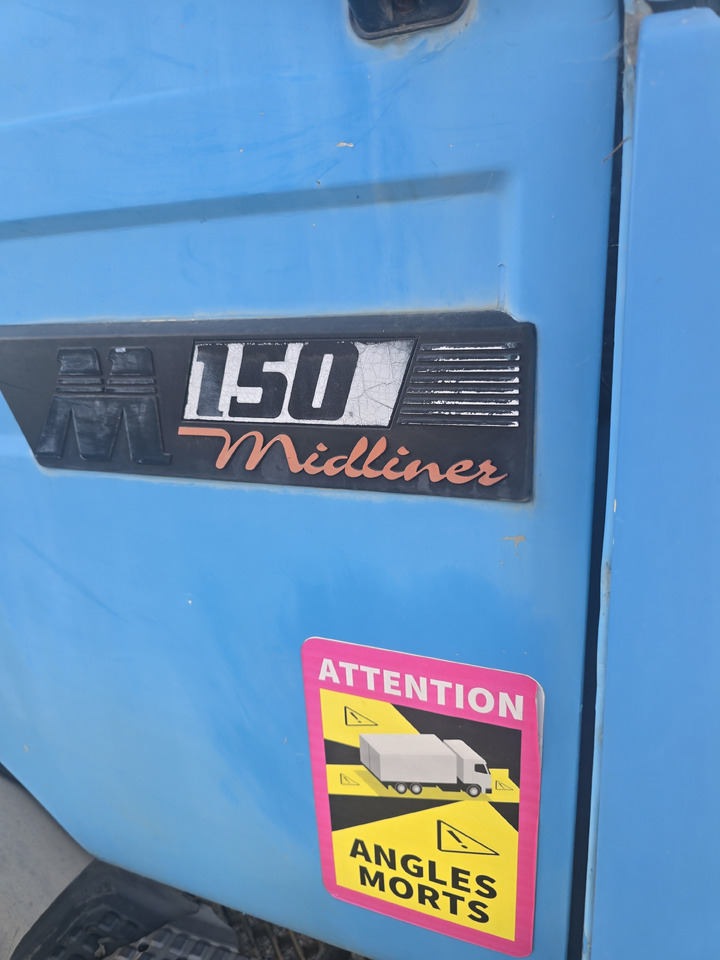 M 150
Midliner
ATTENTION
ANGLES
MORTS